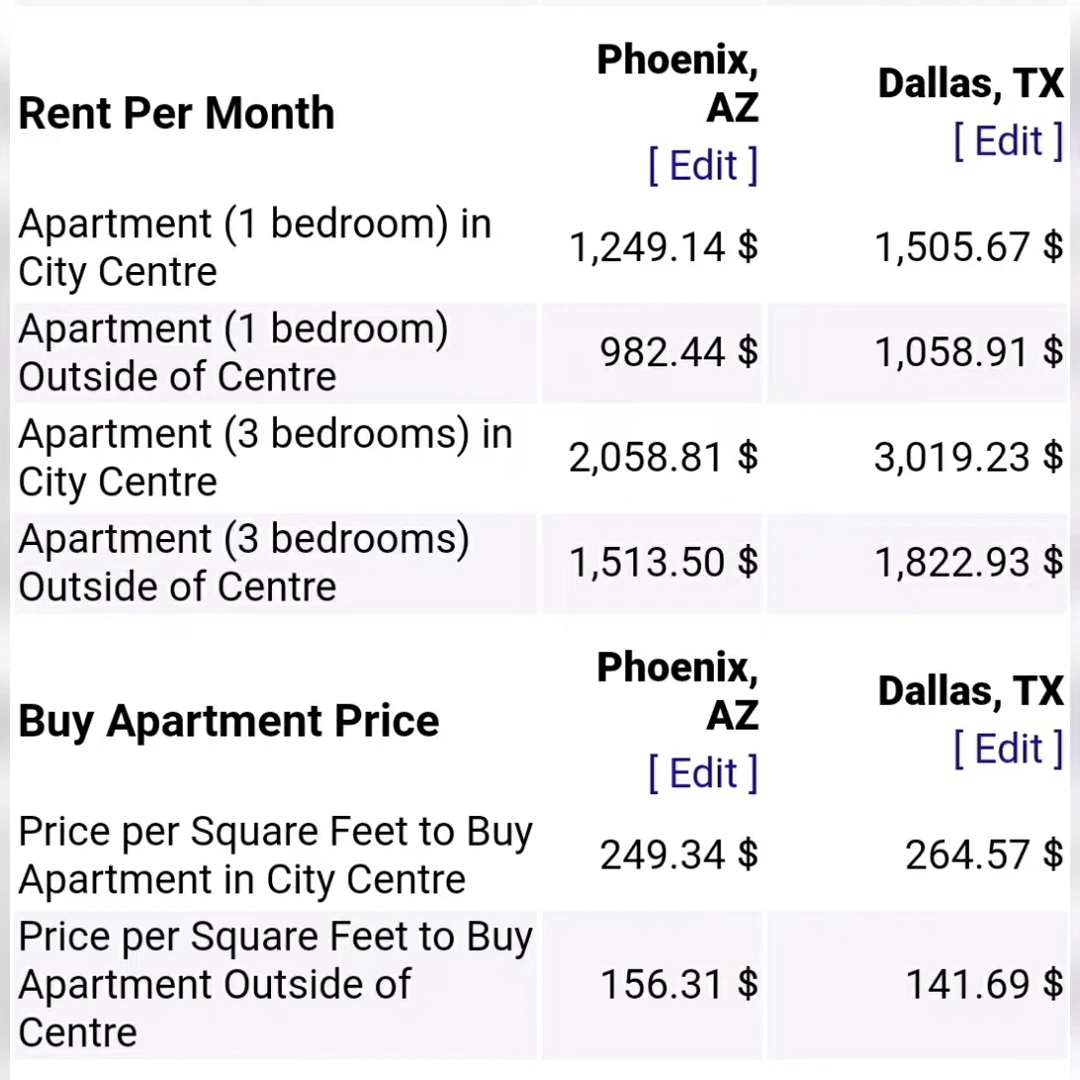 Rent Per Month
Phoenix,
AZ
[ Edit ]
Dallas, TX
[ Edit ]
Apartment (1 bedroom) in
City Centre
1,249.14 $
1,505.67 $
Apartment (1 bedroom)
Outside of Centre
982.44 $
1,058.91 $
Apartment (3 bedrooms) in
City Centre
2,058.81 $
3,019.23 $
Apartment (3 bedrooms)
Outside of Centre
1,513.50 $
1,822.93 $
Buy Apartment Price
Phoenix,
AZ
[ Edit ]
Dallas, TX
[ Edit ]
Price per Square Feet to Buy
Apartment in City Centre
249.34 $
264.57 $
Price per Square Feet to Buy
Apartment Outside of
Centre
156.31 $
141.69 $